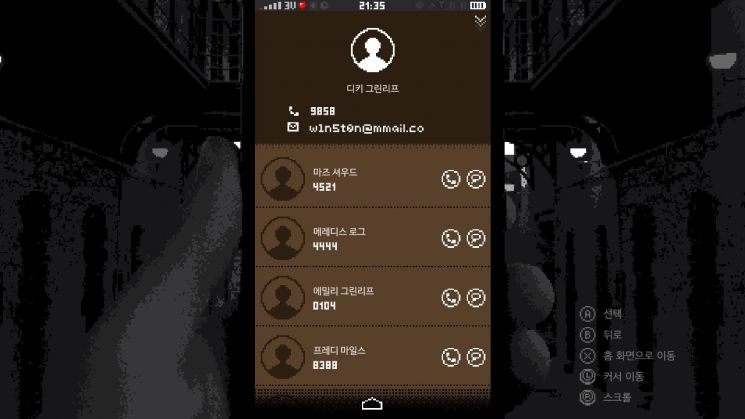 3V 21:35
디키 그린리프
9858
w1n5t0n@mmail.co
마즈 셔우드
4521
메레디스 로그
4444
에밀리 그린리프
0104
프레디 마일스
8388
A 선택
B 뒤로
X 홈 화면으로 이동
L 커서 이동
R 스크롤